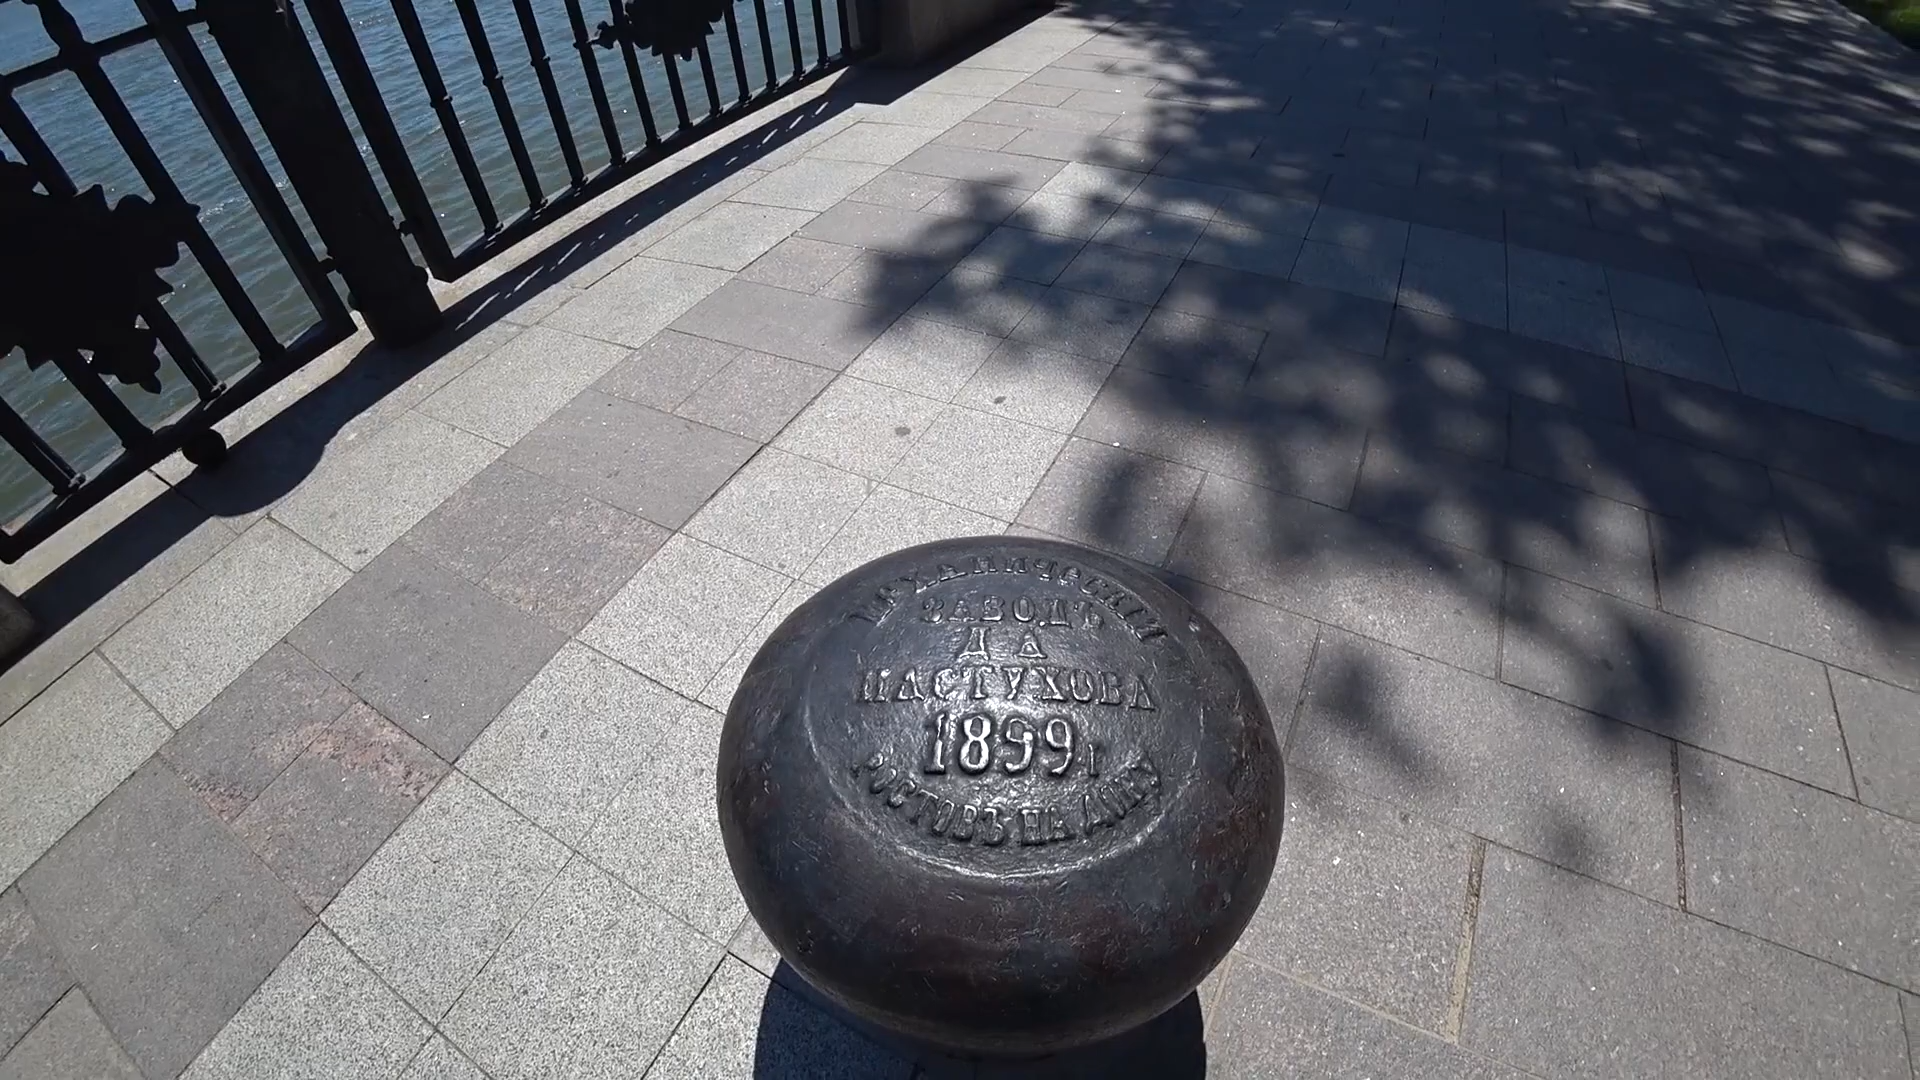 МЕХАНИЧЕСКІЙ
ЗАВОДЪ
Д А
ПАСТУХОВА
1899 г
РОСТОВЪ НА ДОНУ